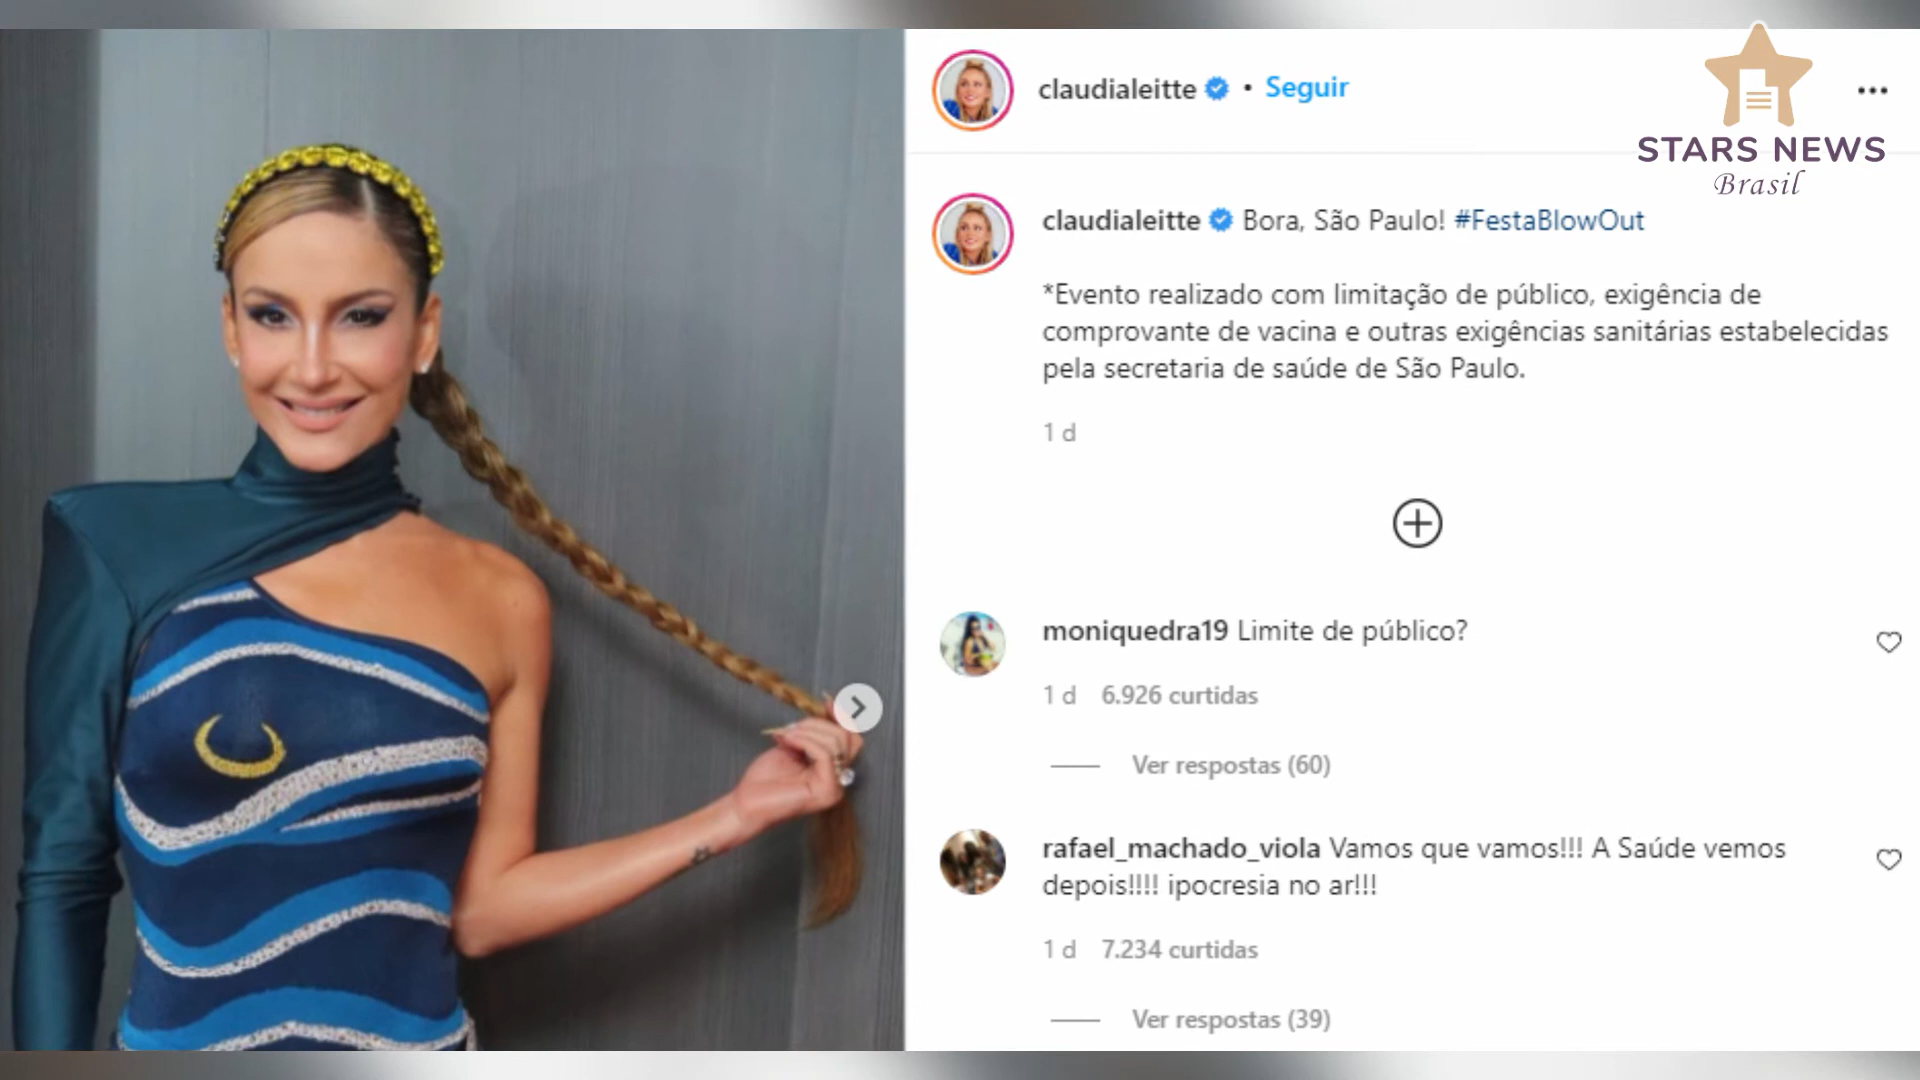 claudialeitte • Seguir
STARS NEWS
Brasil
claudialeitte Bora, São Paulo! #FestaBlowOut
*Evento realizado com limitação de público, exigência de
comprovante de vacina e outras exigências sanitárias estabelecidas
pela secretaria de saúde de São Paulo.
1 d
moniquedra19 Limite de público?
1 d 6.926 curtidas
Ver respostas (60)
rafael_machado_viola Vamos que vamos!!! A Saúde vemos
depois!!!! ipocresia no ar!!!
1 d 7.234 curtidas
Ver respostas (39)